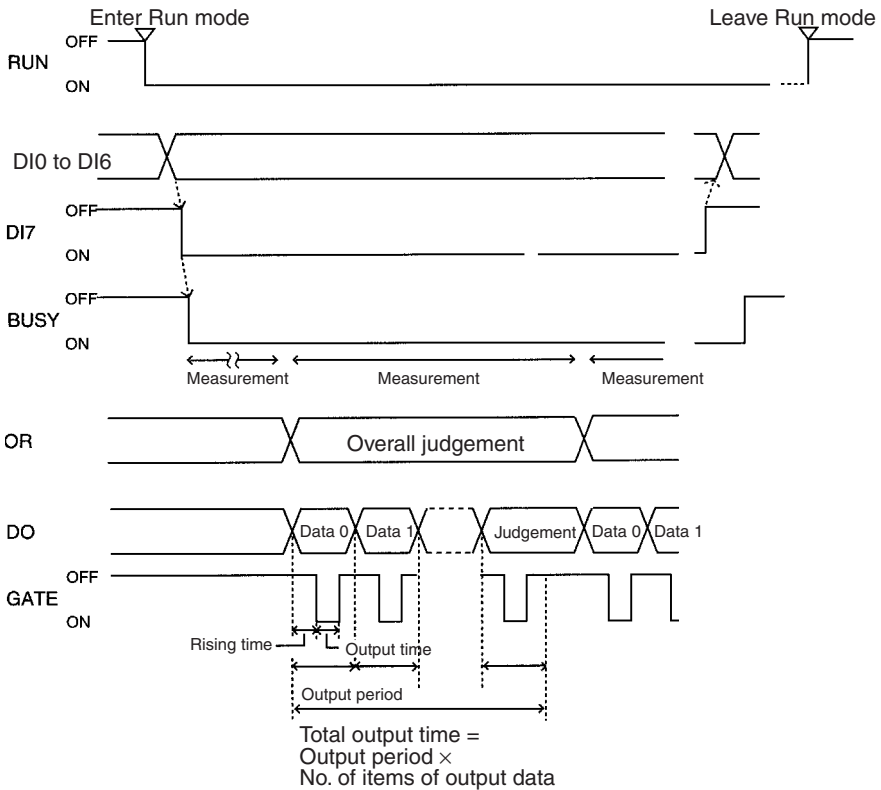 Enter Run mode
Leave Run mode
OFF
RUN
ON
DI0 to DI6
OFF
DI7
ON
OFF
BUSY
ON
Measurement
Measurement
Measurement
OR
Overall judgement
DO
Data 0
Data 1
Judgement
Data 0
Data 1
OFF
GATE
ON
Rising time
Output time
Output period
Total output time =
Output period ×
No. of items of output data